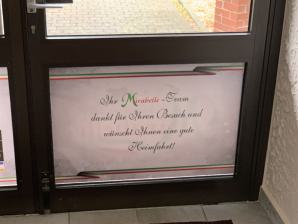 Ihr Mirabelle-Team
dankt für Ihren Besuch und
wünscht Ihnen eine gute
Heimfahrt!